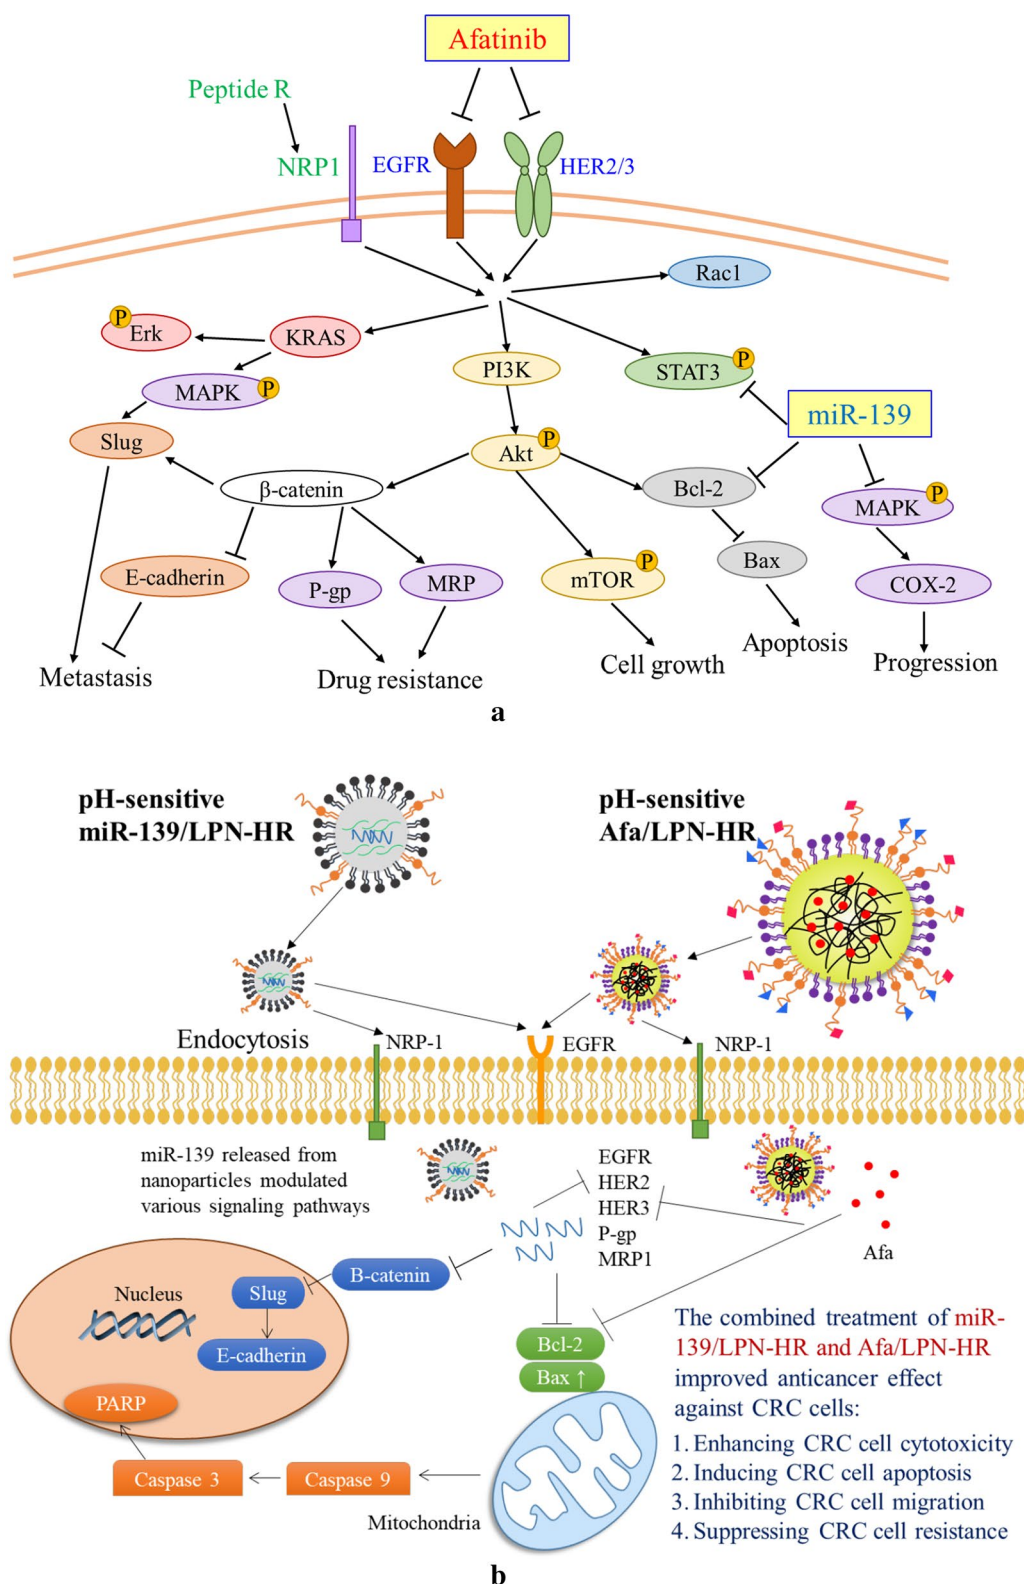 Afatinib
Peptide R
NRP1
EGFR
HER2/3
Rac1
P
Erk
KRAS
PI3K
STAT3
P
MAPK
P
miR-139
Slug
Akt
P
β-catenin
Bcl-2
MAPK
P
E-cadherin
P-gp
MRP
mTOR
P
Bax
COX-2
Metastasis
Drug resistance
Cell growth
Apoptosis
Progression
a
pH-sensitive
miR-139/LPN-HR
pH-sensitive
Afa/LPN-HR
Endocytosis
NRP-1
EGFR
NRP-1
miR-139 released from
nanoparticles modulated
various signaling pathways
EGFR
HER2
HER3
P-gp
MRP1
Afa
B-catenin
Nucleus
Slug
E-cadherin
PARP
Bcl-2
Bax ↑
Caspase 3
Caspase 9
Mitochondria
The combined treatment of miR-
139/LPN-HR and Afa/LPN-HR
improved anticancer effect
against CRC cells:
1. Enhancing CRC cell cytotoxicity
2. Inducing CRC cell apoptosis
3. Inhibiting CRC cell migration
4. Suppressing CRC cell resistance
b